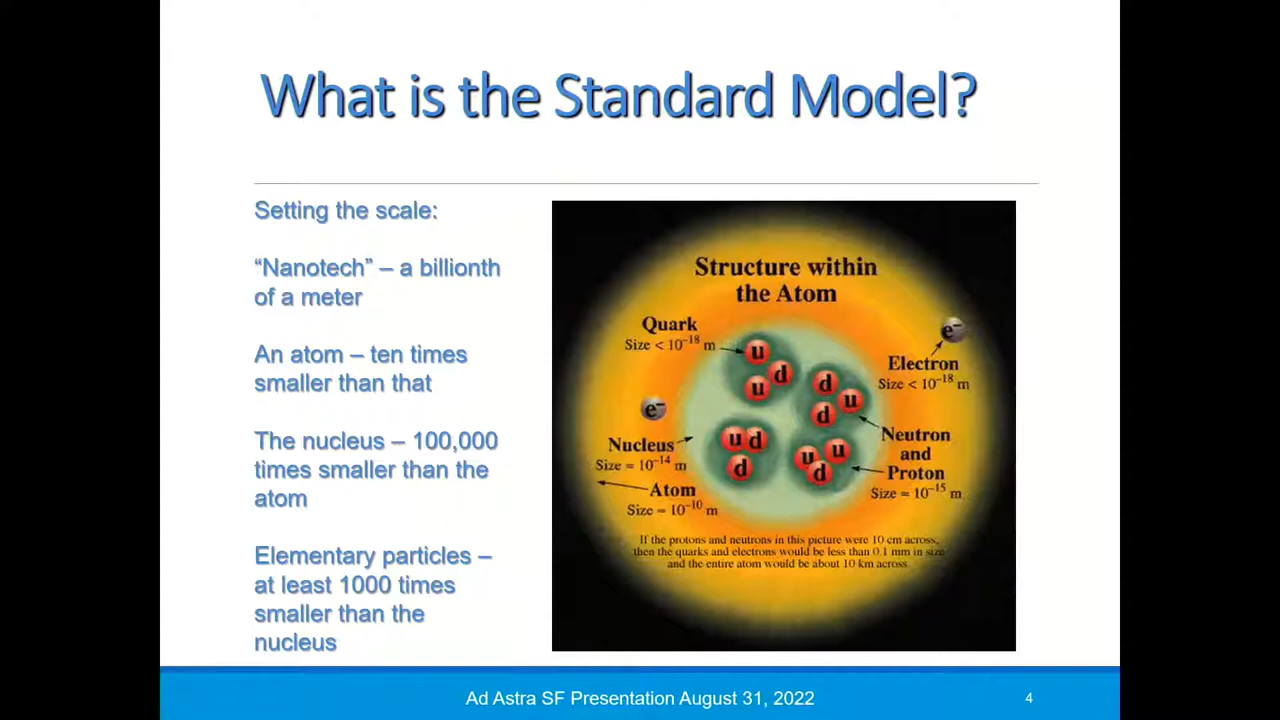 What is the Standard Model?
Setting the scale:
“Nanotech” – a billionth
of a meter
An atom – ten times
smaller than that
The nucleus – 100,000
times smaller than the
atom
Elementary particles –
at least 1000 times
smaller than the
nucleus
Structure within
the Atom
Quark
Size < 10⁻¹⁸ m
u
d
u
d
u
d
e⁻
Electron
Size < 10⁻¹⁸ m
e⁻
Nucleus
Size = 10⁻¹⁴ m
u d
d
u
u
d
Neutron
and
Proton
Size = 10⁻¹⁵ m
Atom
Size = 10⁻¹⁰ m
If the protons and neutrons in this picture were 10 cm across,
then the quarks and electrons would be less than 0.1 mm in size
and the entire atom would be about 10 km across.
Ad Astra SF Presentation August 31, 2022
4